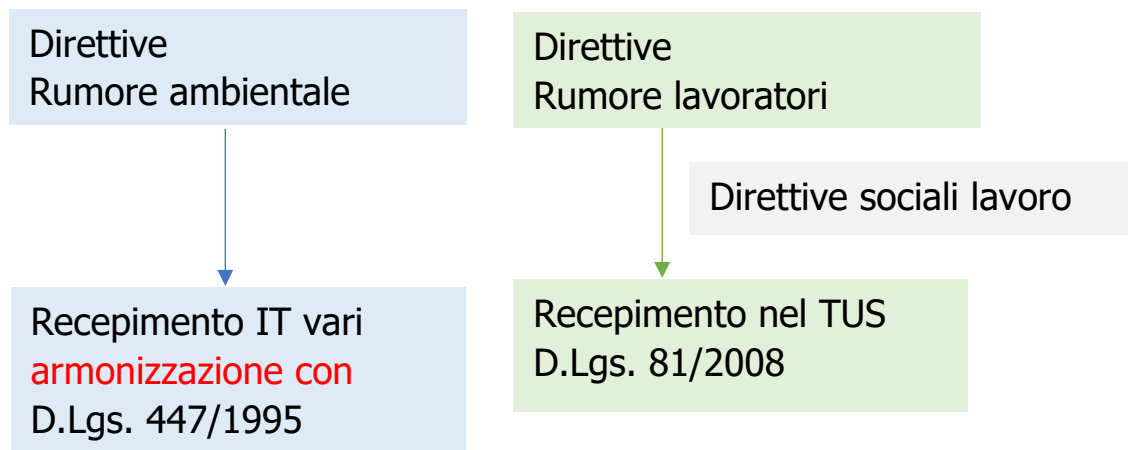 Direttive
Rumore ambientale
Direttive
Rumore lavoratori
Direttive sociali lavoro
Recepimento IT vari
armonizzazione con
D.Lgs. 447/1995
Recepimento nel TUS
D.Lgs. 81/2008